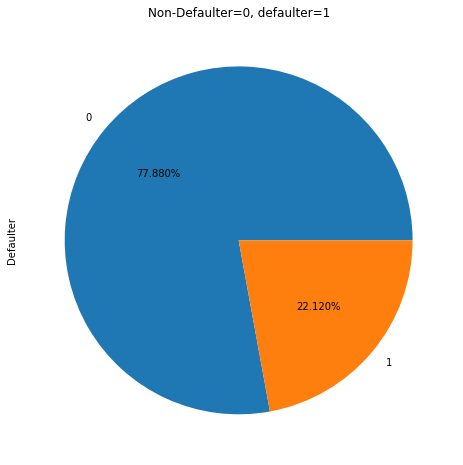 Non-Defaulter=0, defaulter=1
0
77.880%
Defaulter
22.120%
1